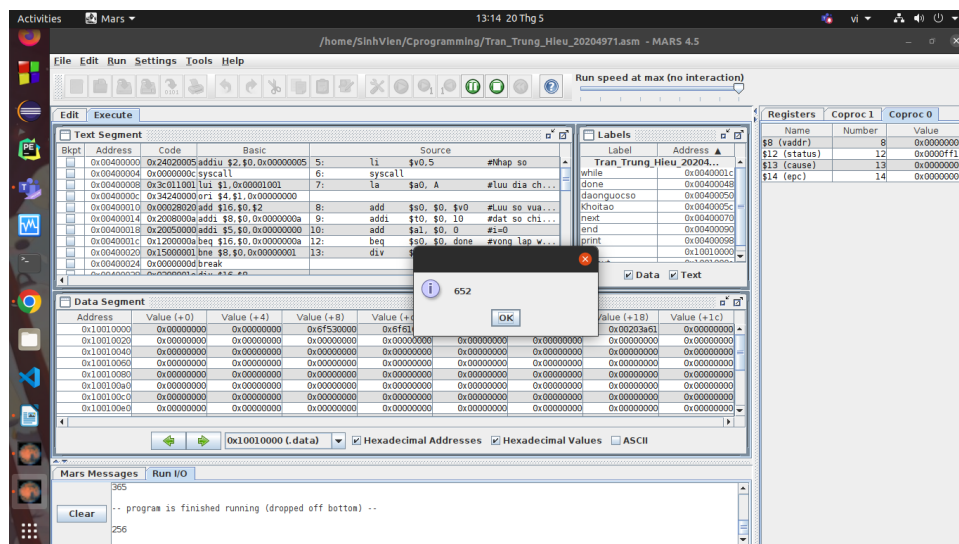 Activities Mars 13:14 20 Thg 5 vi
/home/SinhVien/Cprogramming/Tran_Trung_Hieu_20204971.asm - MARS 4.5
File Edit Run Settings Tools Help
Run speed at max (no interaction)
Edit Execute
Text Segment
Bkpt Address Code Basic Source
0x00400000 0x24020005 addiu $2,$0,0x00000005 5: li $v0,5 #Nhap so
0x00400004 0x0000000c syscall 6: syscall
0x00400008 0x3c011001 lui $1,0x00001001 7: la $a0, A #luu dia ch...
0x0040000c 0x34240000 ori $4,$1,0x00000000
0x00400010 0x00028020 add $16,$0,$2 8: add $s0, $0, $v0 #Luu so vua...
0x00400014 0x2008000a addi $8,$0,0x0000000a 9: addi $t0, $0, 10 #dat so chi...
0x00400018 0x20050000 addi $5,$0,0x00000000 10: add $a1, $0, 0 #i=0
0x0040001c 0x1200000a beq $16,$0,0x0000000a 12: beq $s0, $0, done #vong lap w...
0x00400020 0x15000001 bne $8,$0,0x00000001 13: div
0x00400024 0x0000000d break
Labels
Label Address ▲
Tran_Trung_Hieu_20204...
while 0x0040001c
done 0x00400048
daonguocso 0x00400050
khoitao 0x0040005c
next 0x00400070
end 0x00400090
print 0x00400098
0x10010000
Data Text
652
OK
Data Segment
Address Value (+0) Value (+4) Value (+8) Value (+18) Value (+1c)
0x10010000 0x00000000 0x00000000 0x6f530000 0x00203a61 0x00000000
0x10010020 0x00000000 0x00000000 0x00000000 0x00000000 0x00000000 0x00000000 0x00000000 0x00000000
0x10010040 0x00000000 0x00000000 0x00000000 0x00000000 0x00000000 0x00000000 0x00000000 0x00000000
0x10010060 0x00000000 0x00000000 0x00000000 0x00000000 0x00000000 0x00000000 0x00000000 0x00000000
0x10010080 0x00000000 0x00000000 0x00000000 0x00000000 0x00000000 0x00000000 0x00000000 0x00000000
0x100100a0 0x00000000 0x00000000 0x00000000 0x00000000 0x00000000 0x00000000 0x00000000 0x00000000
0x100100c0 0x00000000 0x00000000 0x00000000 0x00000000 0x00000000 0x00000000 0x00000000 0x00000000
0x100100e0 0x00000000 0x00000000 0x00000000 0x00000000 0x00000000 0x00000000 0x00000000 0x00000000
0x10010000 (.data) Hexadecimal Addresses Hexadecimal Values ASCII
Registers Coproc 1 Coproc 0
Name Number Value
$8 (vaddr) 8 0x0000000
$12 (status) 12 0x0000ff1
$13 (cause) 13 0x0000000
$14 (epc) 14 0x0000000
Mars Messages Run I/O
Clear
365
-- program is finished running (dropped off bottom) --
256